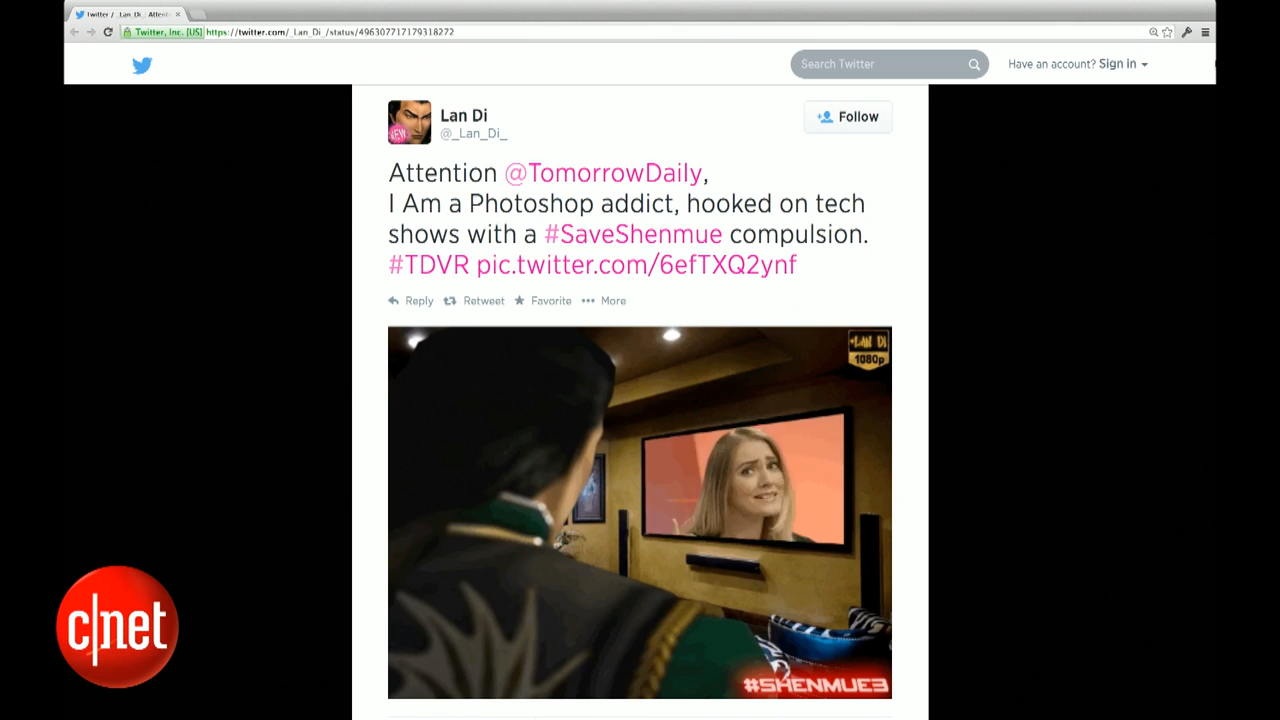 Twitter / _Lan_Di_: Attent
Twitter, Inc. [US] https://twitter.com/_Lan_Di_/status/496307717179318272
Search Twitter
Have an account? Sign in
Lan Di
@_Lan_Di_
NEW
Follow
Attention @TomorrowDaily,
I Am a Photoshop addict, hooked on tech
shows with a #SaveShenmue compulsion.
#TDVR pic.twitter.com/6efTXQ2ynf
Reply Retweet Favorite More
LAN DI
1080p
c|net
#SHENMUE3